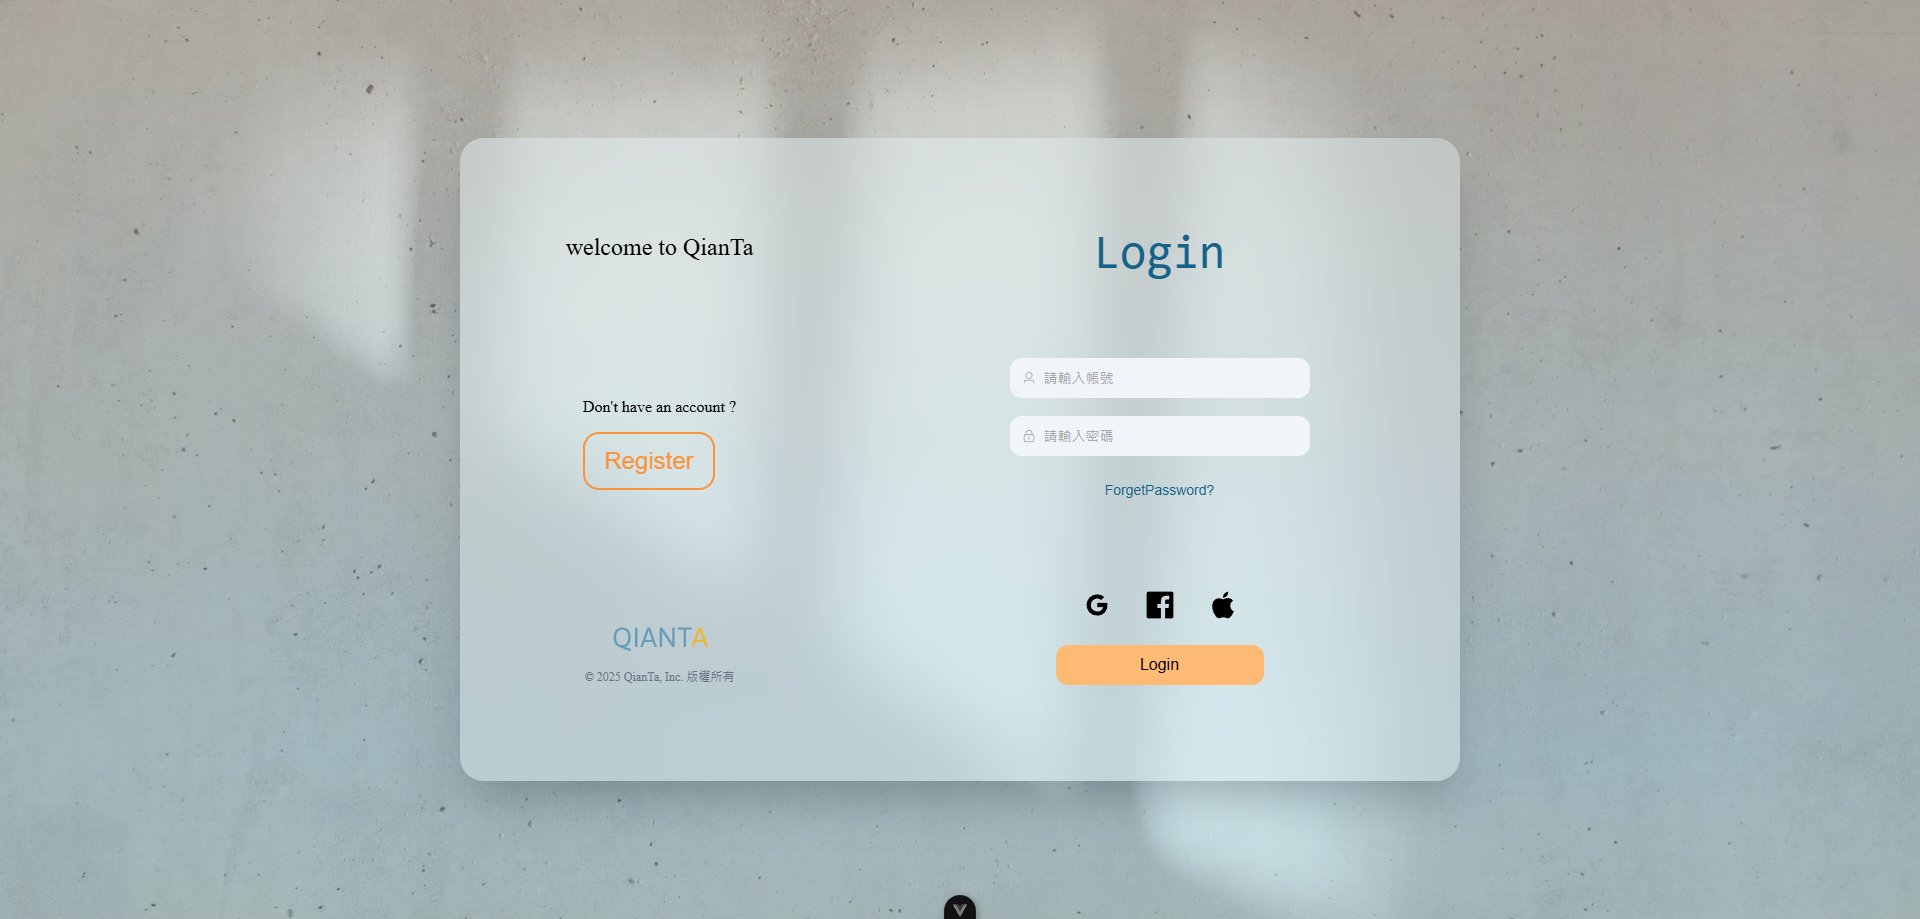 welcome to QianTa
Don't have an account ?
Register
QIANTA
© 2025 QianTa, Inc. 版權所有
Login
請輸入帳號
請輸入密碼
ForgetPassword?
Login